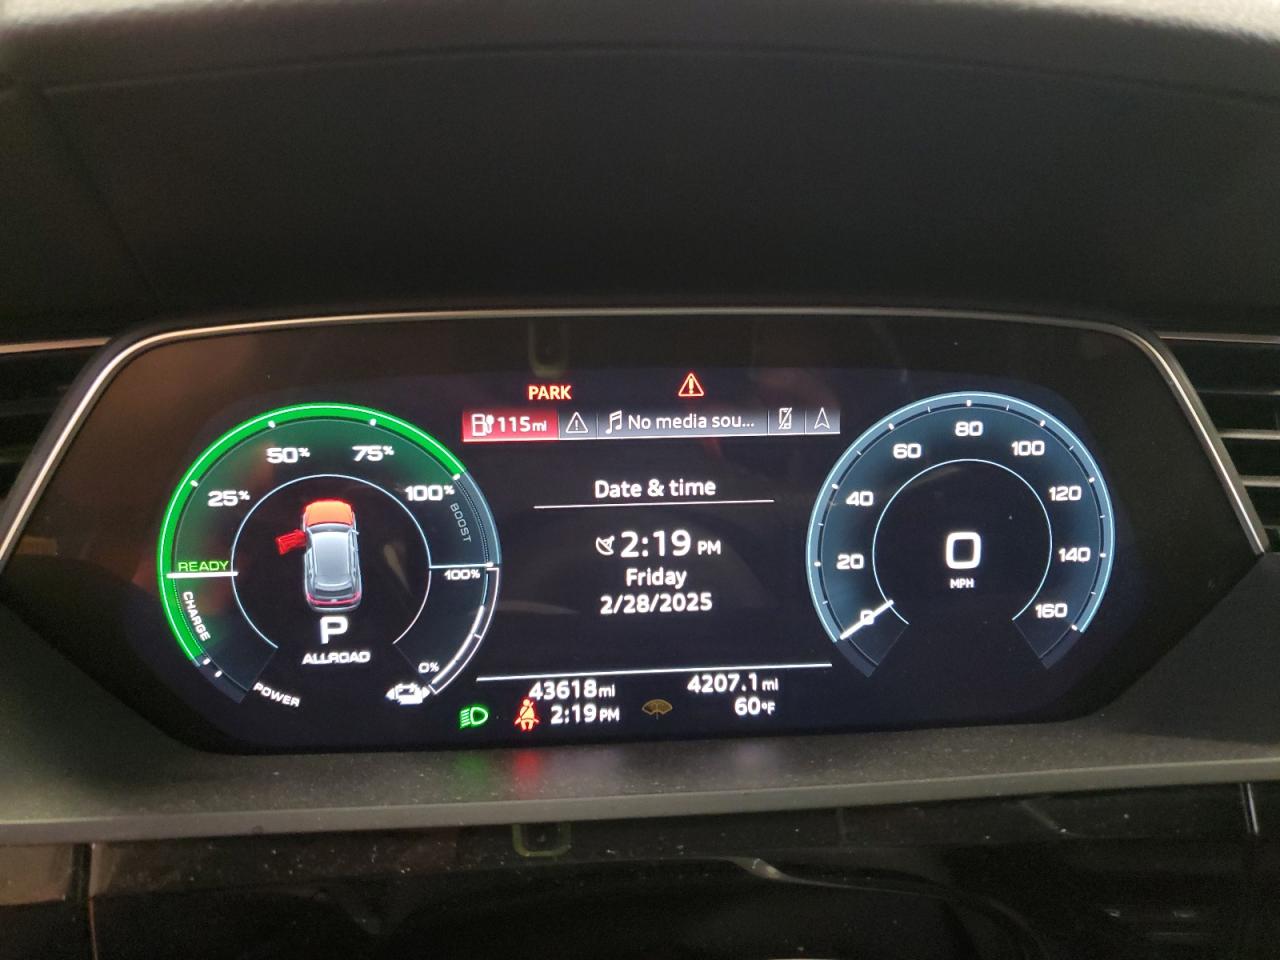 PARK
115 mi No media sou...
50% 75%
25% 100%
BOOST
READY
CHARGE
100%
P
ALLROAD
0%
POWER
Date & time
2:19 PM
Friday
2/28/2025
43618 mi 4207.1 mi
2:19 PM 60°F
80
60 100
40 120
20 140
0 160
0
MPH